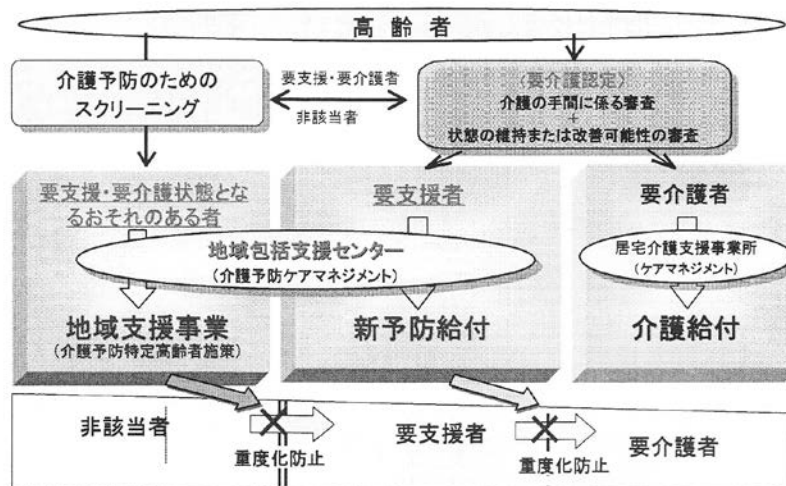 高齢者
介護予防のための
スクリーニング
要支援・要介護者
非該当者
〈要介護認定〉
介護の手間に係る審査
+
状態の維持または改善可能性の審査
要支援・要介護状態とな
るおそれのある者
要支援者
要介護者
地域包括支援センター
(介護予防ケアマネジメント)
居宅介護支援事業所
(ケアマネジメント)
地域支援事業
(介護予防特定高齢者施策)
新予防給付
介護給付
非該当者
重度化防止
要支援者
重度化防止
要介護者